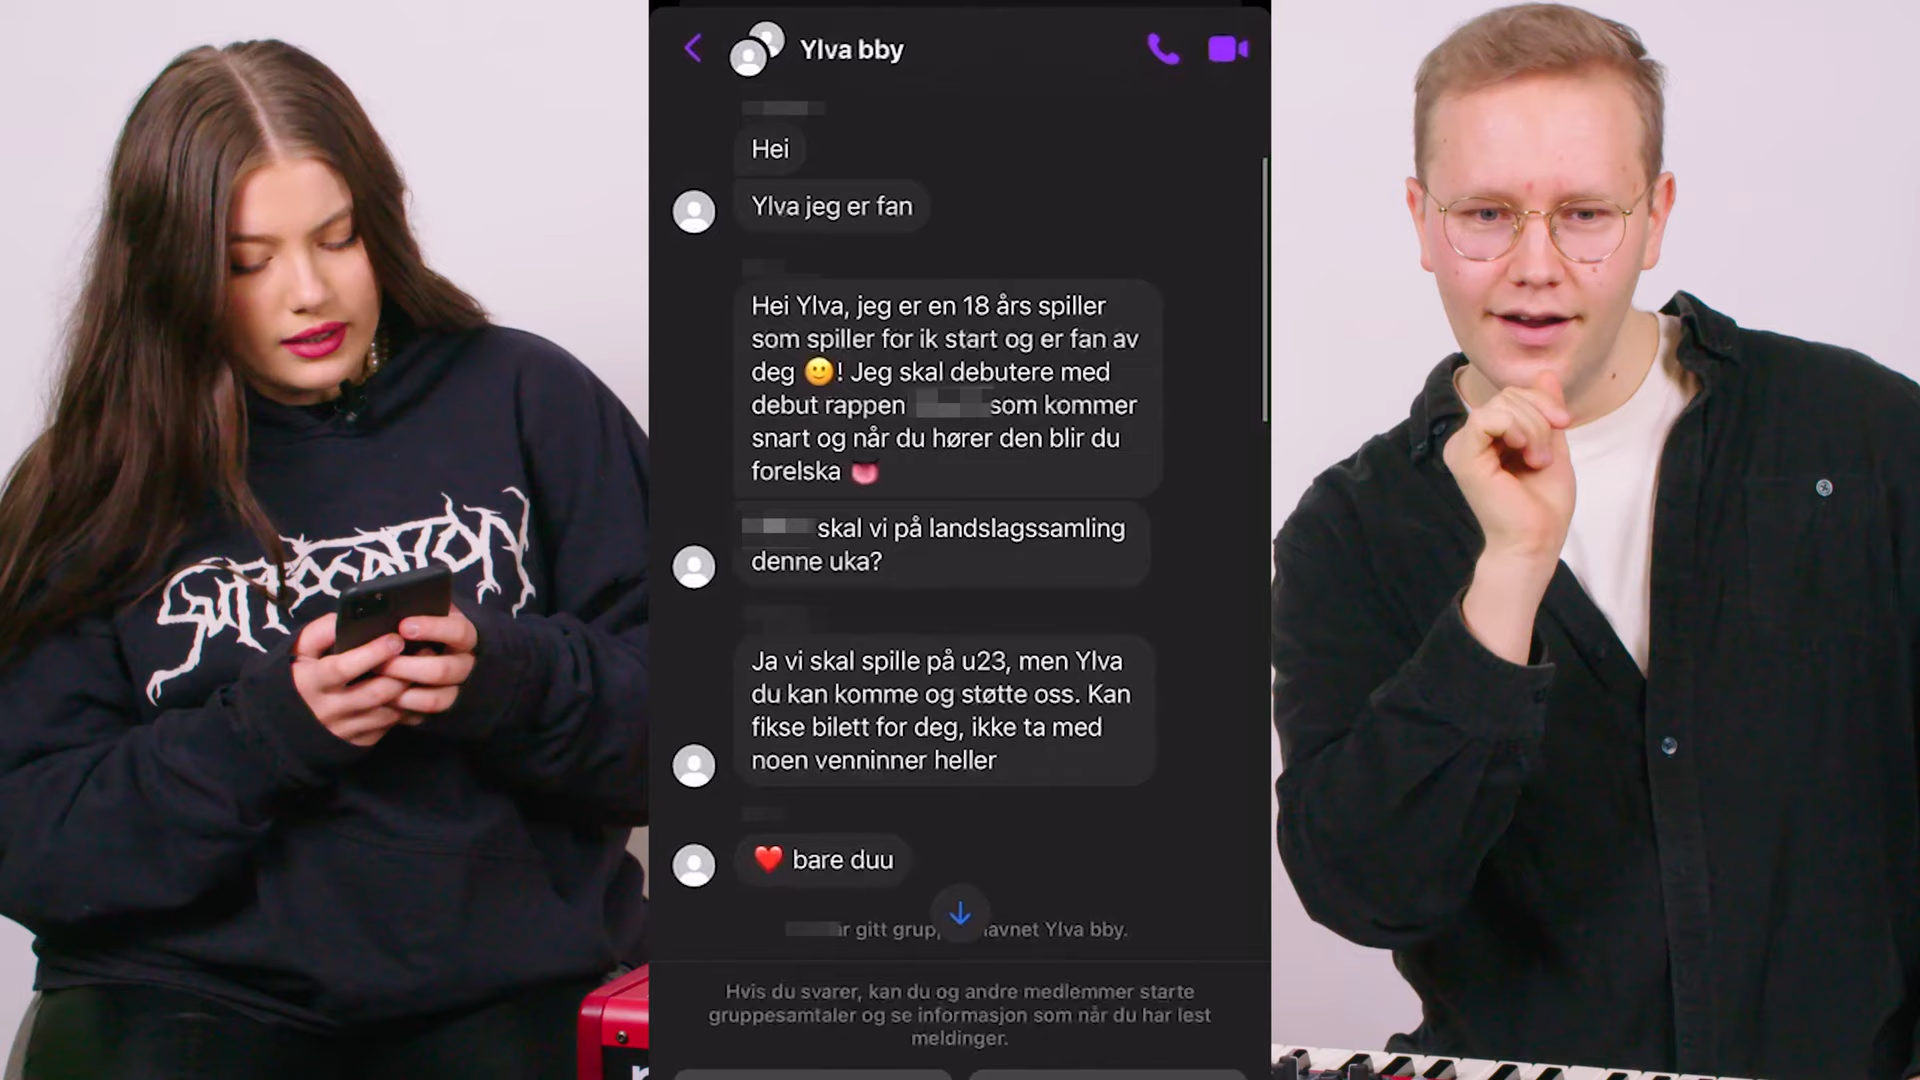 Ylva bby
Hei
Ylva jeg er fan
Hei Ylva, jeg er en 18 års spiller
som spiller for ik start og er fan av
deg 🙂! Jeg skal debutere med
debut rappen som kommer
snart og når du hører den blir du
forelska 👅
skal vi på landslagssamling
denne uka?
Ja vi skal spille på u23, men Ylva
du kan komme og støtte oss. Kan
fikse bilett for deg, ikke ta med
noen venninner heller
❤️ bare duu
gitt Ylva bby.
Hvis du svarer, kan du og andre medlemmer starte
gruppesamtaler og se informasjon som når du har lest
meldinger.
SUFFOCATION